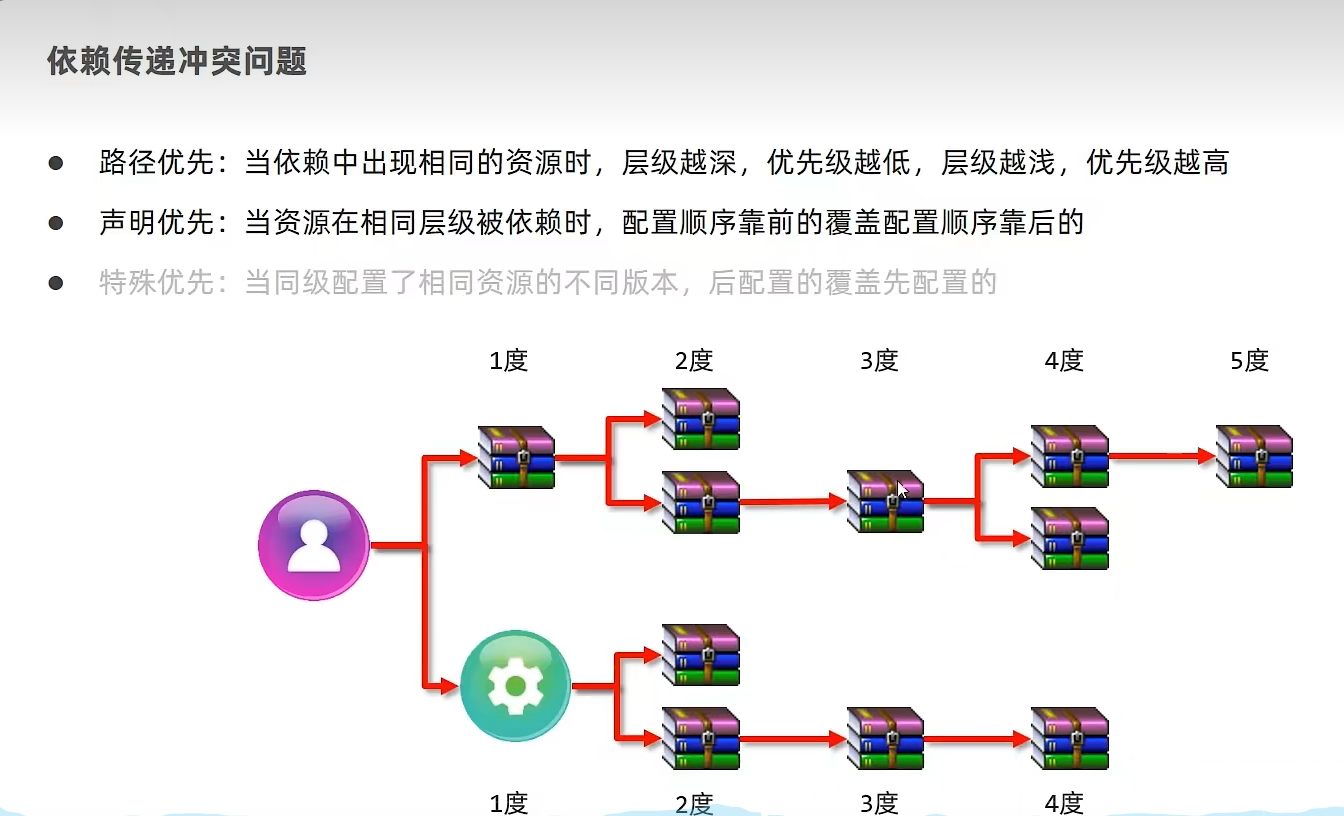 依赖传递冲突问题
● 路径优先：当依赖中出现相同的资源时，层级越深，优先级越低，层级越浅，优先级越高
● 声明优先：当资源在相同层级被依赖时，配置顺序靠前的覆盖配置顺序靠后的
● 特殊优先：当同级配置了相同资源的不同版本，后配置的覆盖先配置的
1度 2度 3度 4度 5度
1度 2度 3度 4度